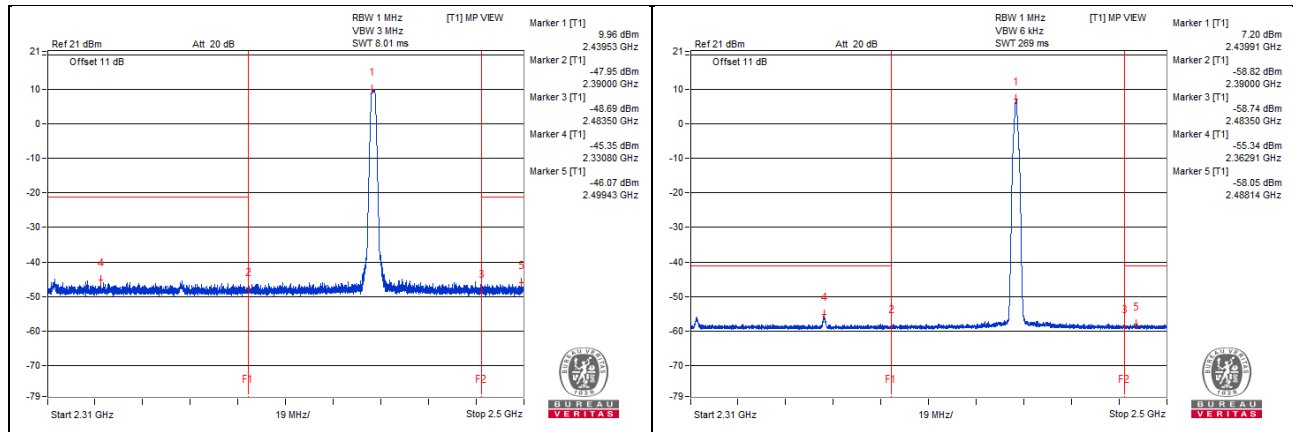 RBW 1 MHz
VBW 3 MHz
SWT 8.01 ms
[T1] MP VIEW
Ref 21 dBm
Att 20 dB
Offset 11 dB
21
10
0
-10
-20
-30
-40
-50
-60
-70
-79
1
2
3
4
5
F1
F2
Start 2.31 GHz
19 MHz/
Stop 2.5 GHz
Marker 1 [T1]
9.96 dBm
2.43953 GHz
Marker 2 [T1]
-47.95 dBm
2.39000 GHz
Marker 3 [T1]
-48.69 dBm
2.48350 GHz
Marker 4 [T1]
-45.35 dBm
2.33080 GHz
Marker 5 [T1]
-46.07 dBm
2.49943 GHz
BUREAU VERITAS
1828
BUREAU
VERITAS
RBW 1 MHz
VBW 6 kHz
SWT 269 ms
[T1] MP VIEW
Ref 21 dBm
Att 20 dB
Offset 11 dB
21
10
0
-10
-20
-30
-40
-50
-60
-70
-79
1
2
3
4
5
F1
F2
Start 2.31 GHz
19 MHz/
Stop 2.5 GHz
Marker 1 [T1]
7.20 dBm
2.43991 GHz
Marker 2 [T1]
-58.82 dBm
2.39000 GHz
Marker 3 [T1]
-58.74 dBm
2.48350 GHz
Marker 4 [T1]
-55.34 dBm
2.36291 GHz
Marker 5 [T1]
-58.05 dBm
2.48814 GHz
BUREAU VERITAS
1828
BUREAU
VERITAS